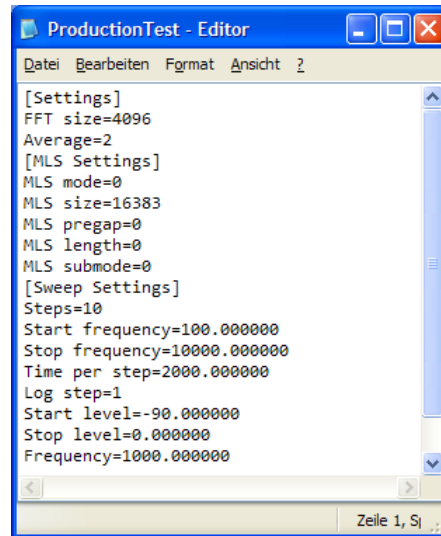 ProductionTest - Editor
Datei Bearbeiten Format Ansicht ?
[Settings]
FFT size=4096
Average=2
[MLS Settings]
MLS mode=0
MLS size=16383
MLS pregap=0
MLS length=0
MLS submode=0
[Sweep Settings]
Steps=10
Start frequency=100.000000
Stop frequency=10000.000000
Time per step=2000.000000
Log step=1
Start level=-90.000000
Stop level=0.000000
Frequency=1000.000000
Zeile 1, S